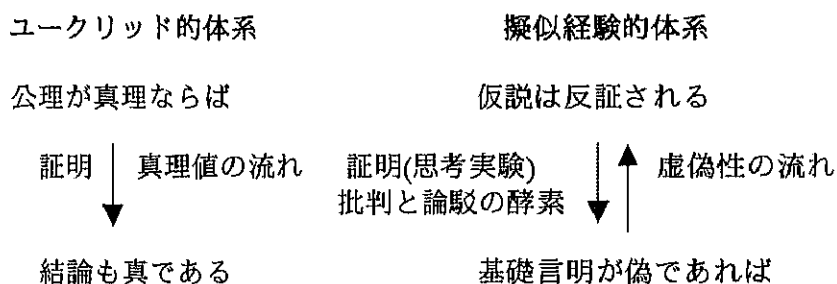 ユークリッド的体系
公理が真理ならば
証明 真理値の流れ
結論も真である
擬似経験的体系
仮説は反証される
証明(思考実験) 虚偽性の流れ
批判と論駁の酵素
基礎言明が偽であれば